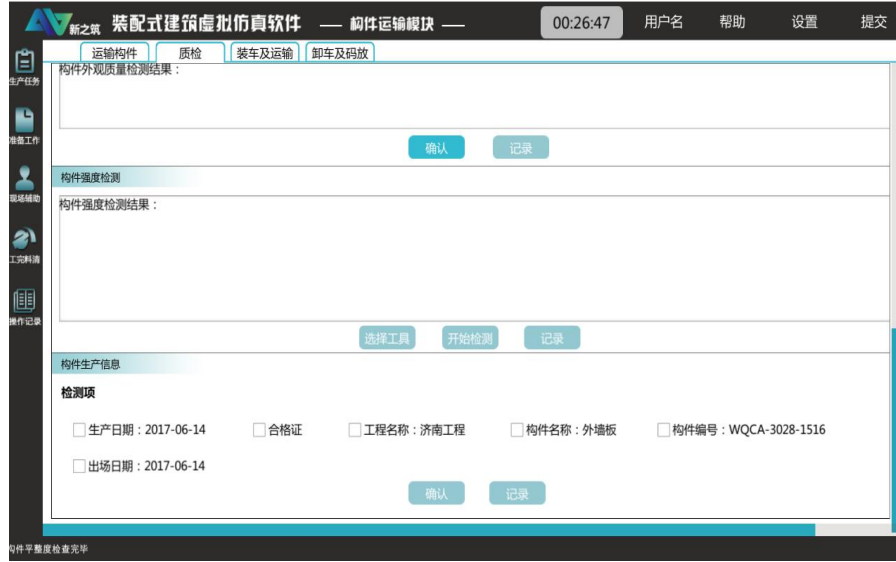 新之筑 装配式建筑虚拟仿真软件 —— 构件运输模块 —— 00:26:47 用户名 帮助 设置 提交
运输构件 质检 装车及运输 卸车及码放
生产任务
构件外观质量检测结果：
准备工作
确认 记录
构件强度检测
现场辅助
构件强度检测结果：
工完料清
操作记录
选择工具 开始检测 记录
构件生产信息
检测项
生产日期：2017-06-14 合格证 工程名称：济南工程 构件名称：外墙板 构件编号：WQCA-3028-1516
出场日期：2017-06-14
确认 记录
构件平整度检查完毕